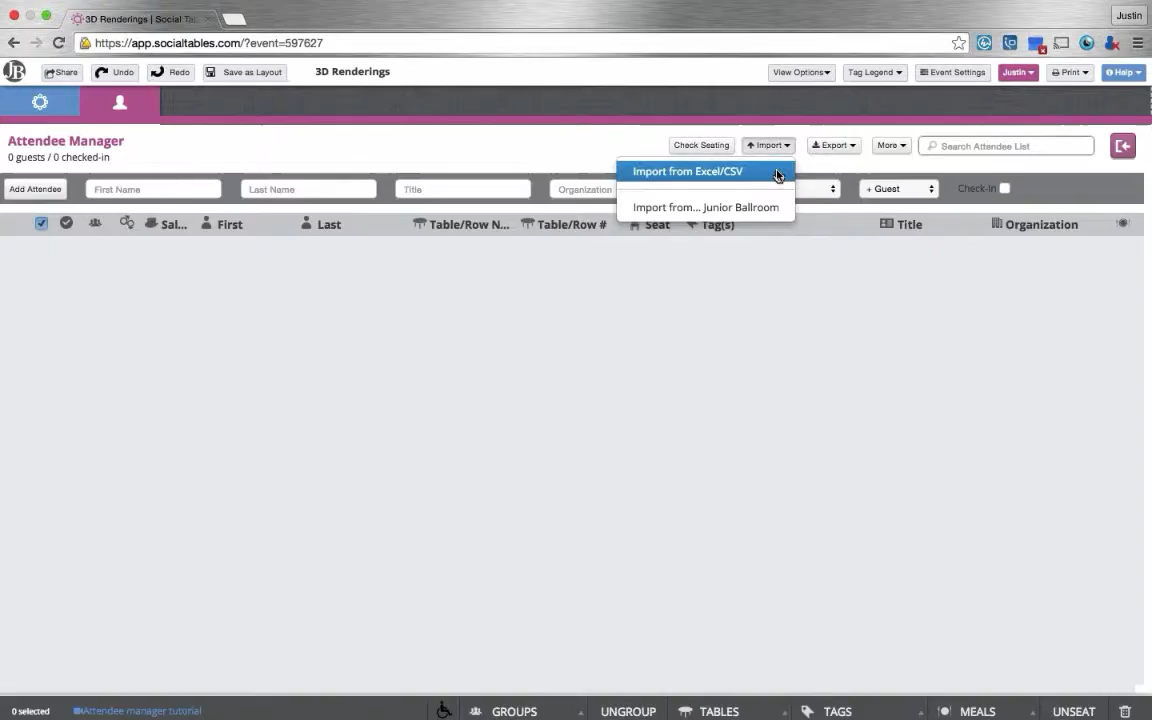 3D Renderings | Social Ta
Justin
https://app.socialtables.com/?event=597627
JB
Share
Undo
Redo
Save as Layout
3D Renderings
View Options
Tag Legend
Event Settings
Justin
Print
Help
Attendee Manager
0 guests / 0 checked-in
Check Seating
Import
Export
More
Search Attendee List
Import from Excel/CSV
Import from... Junior Ballroom
Add Attendee
First Name
Last Name
Title
Organization
+ Guest
Check-in
Sal...
First
Last
Table/Row N...
Table/Row #
Seat
Tag(s)
Title
Organization
0 selected
Attendee manager tutorial
GROUPS
UNGROUP
TABLES
TAGS
MEALS
UNSEAT